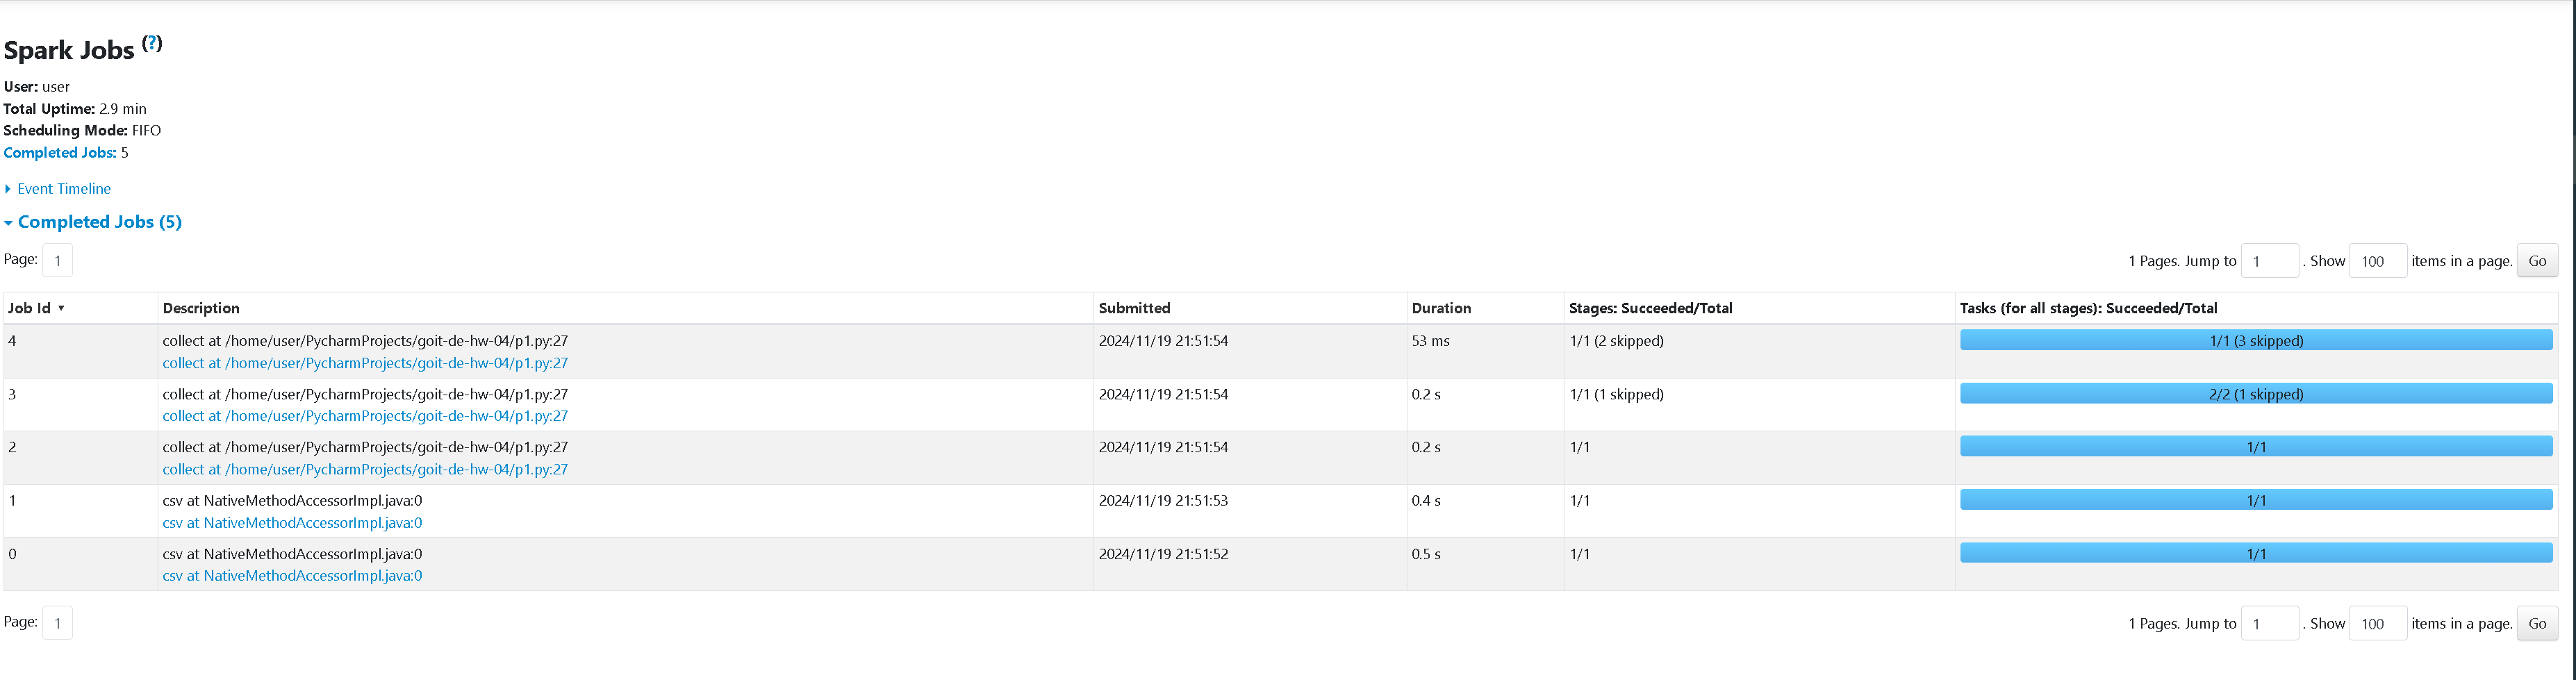 Spark Jobs (?)
User: user
Total Uptime: 2.9 min
Scheduling Mode: FIFO
Completed Jobs: 5
Event Timeline
Completed Jobs (5)
Page: 1
1 Pages. Jump to 1 . Show 100 items in a page. Go
Job Id ▾ Description Submitted Duration Stages: Succeeded/Total Tasks (for all stages): Succeeded/Total
4 collect at /home/user/PycharmProjects/goit-de-hw-04/p1.py:27 2024/11/19 21:51:54 53 ms 1/1 (2 skipped) 1/1 (3 skipped)
collect at /home/user/PycharmProjects/goit-de-hw-04/p1.py:27
3 collect at /home/user/PycharmProjects/goit-de-hw-04/p1.py:27 2024/11/19 21:51:54 0.2 s 1/1 (1 skipped) 2/2 (1 skipped)
collect at /home/user/PycharmProjects/goit-de-hw-04/p1.py:27
2 collect at /home/user/PycharmProjects/goit-de-hw-04/p1.py:27 2024/11/19 21:51:54 0.2 s 1/1 1/1
collect at /home/user/PycharmProjects/goit-de-hw-04/p1.py:27
1 csv at NativeMethodAccessorImpl.java:0 2024/11/19 21:51:53 0.4 s 1/1 1/1
csv at NativeMethodAccessorImpl.java:0
0 csv at NativeMethodAccessorImpl.java:0 2024/11/19 21:51:52 0.5 s 1/1 1/1
csv at NativeMethodAccessorImpl.java:0
Page: 1
1 Pages. Jump to 1 . Show 100 items in a page. Go